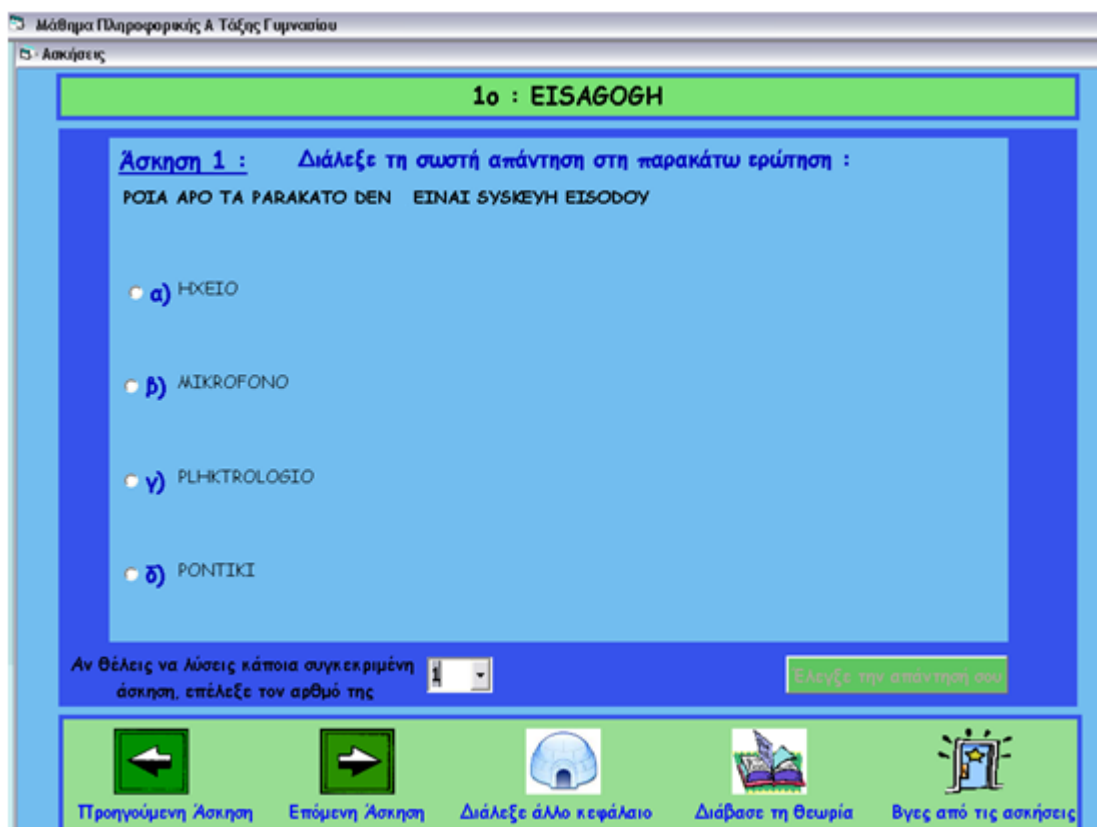 Μάθημα Πληροφορικής Α Τάξης Γυμνασίου
Ασκήσεις
1ο : EISAGOGH
Άσκηση 1 : Διάλεξε τη σωστή απάντηση στη παρακάτω ερώτηση :
POIA APO TA PARAKATO DEN EINAI SYSKEYH EISODOY
α) HXEIO
β) MIKROFONO
γ) PLHKTROLOGIO
δ) PONTIKI
Αν θέλεις να λύσεις κάποια συγκεκριμένη
άσκηση, επέλεξε τον αριθμό της
1
Έλεγξε την απάντησή σου
Προηγούμενη Άσκηση Επόμενη Άσκηση Διάλεξε άλλο κεφάλαιο Διάβασε τη θεωρία Βγες από τις ασκήσεις